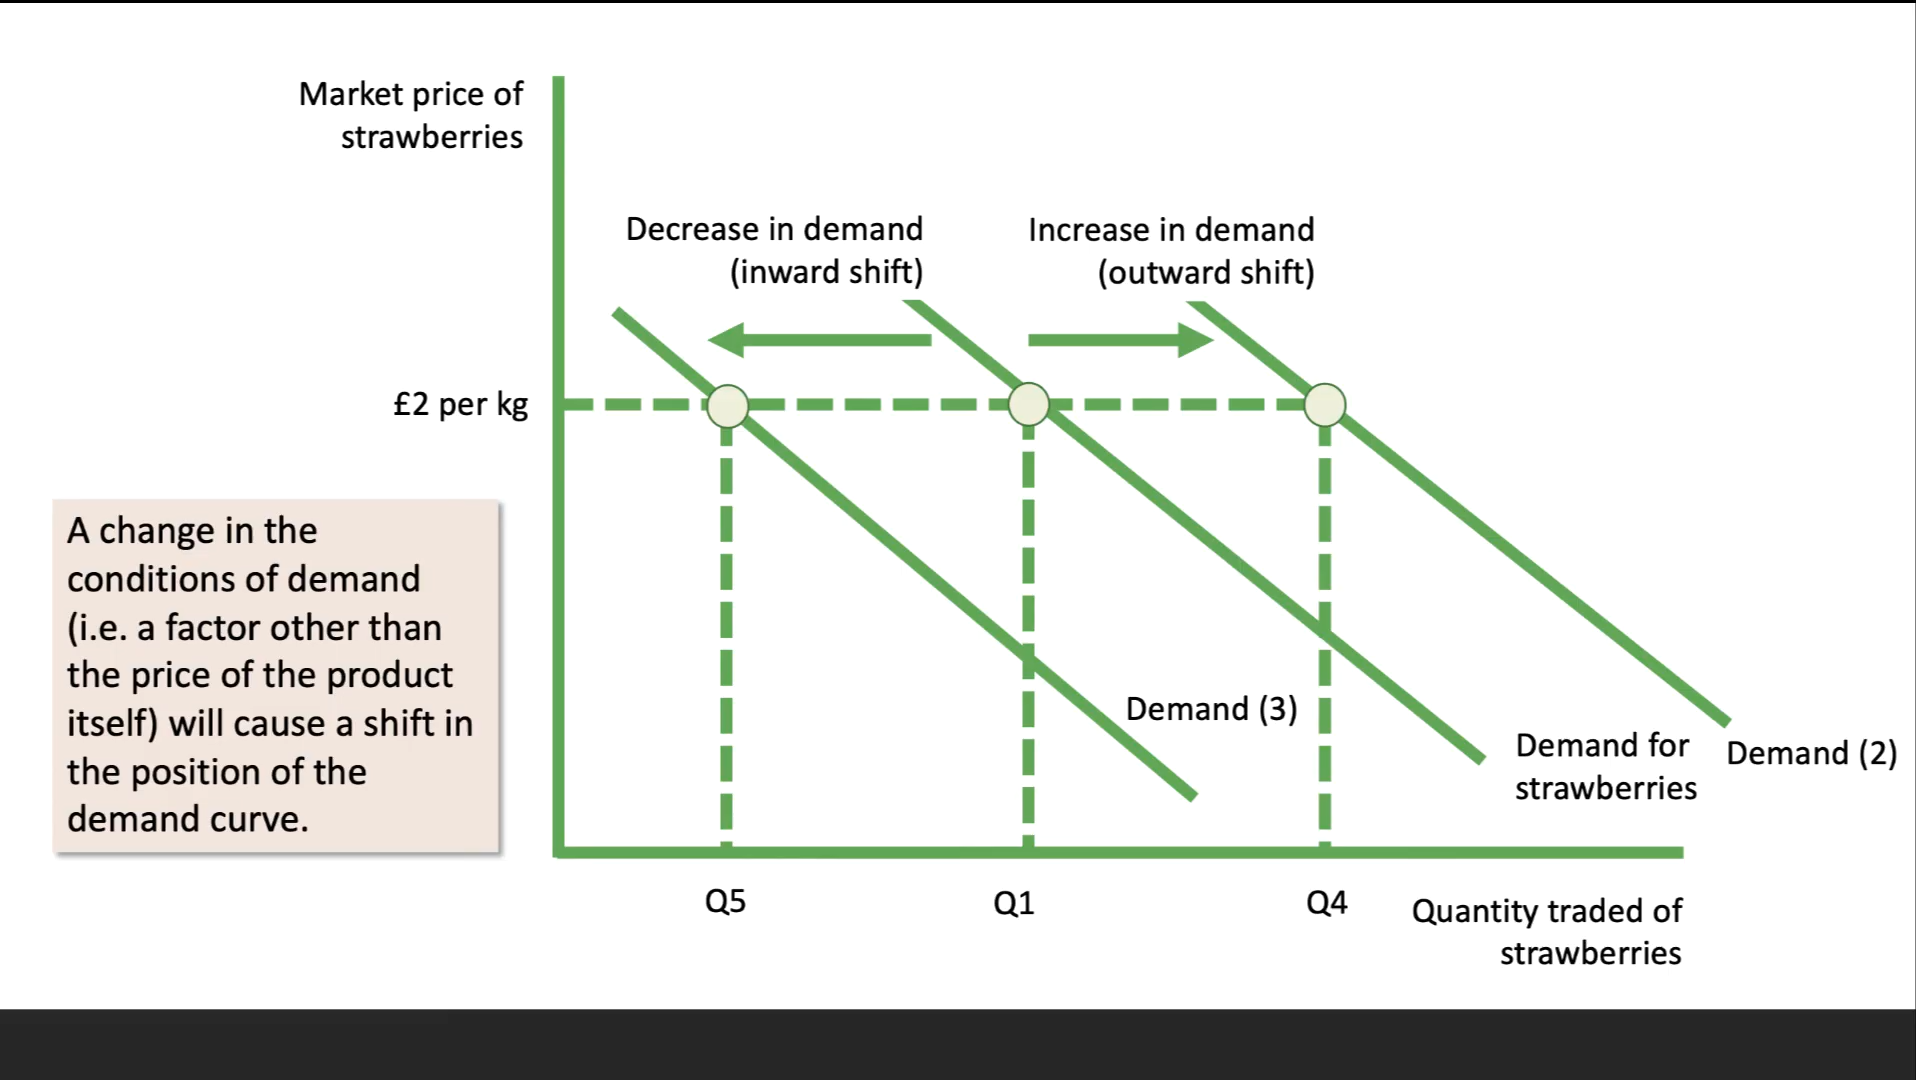 Market price of
strawberries
Decrease in demand
(inward shift)
Increase in demand
(outward shift)
£2 per kg
A change in the
conditions of demand
(i.e. a factor other than
the price of the product
itself) will cause a shift in
the position of the
demand curve.
Demand (3)
Demand for
strawberries
Demand (2)
Q5
Q1
Q4
Quantity traded of
strawberries